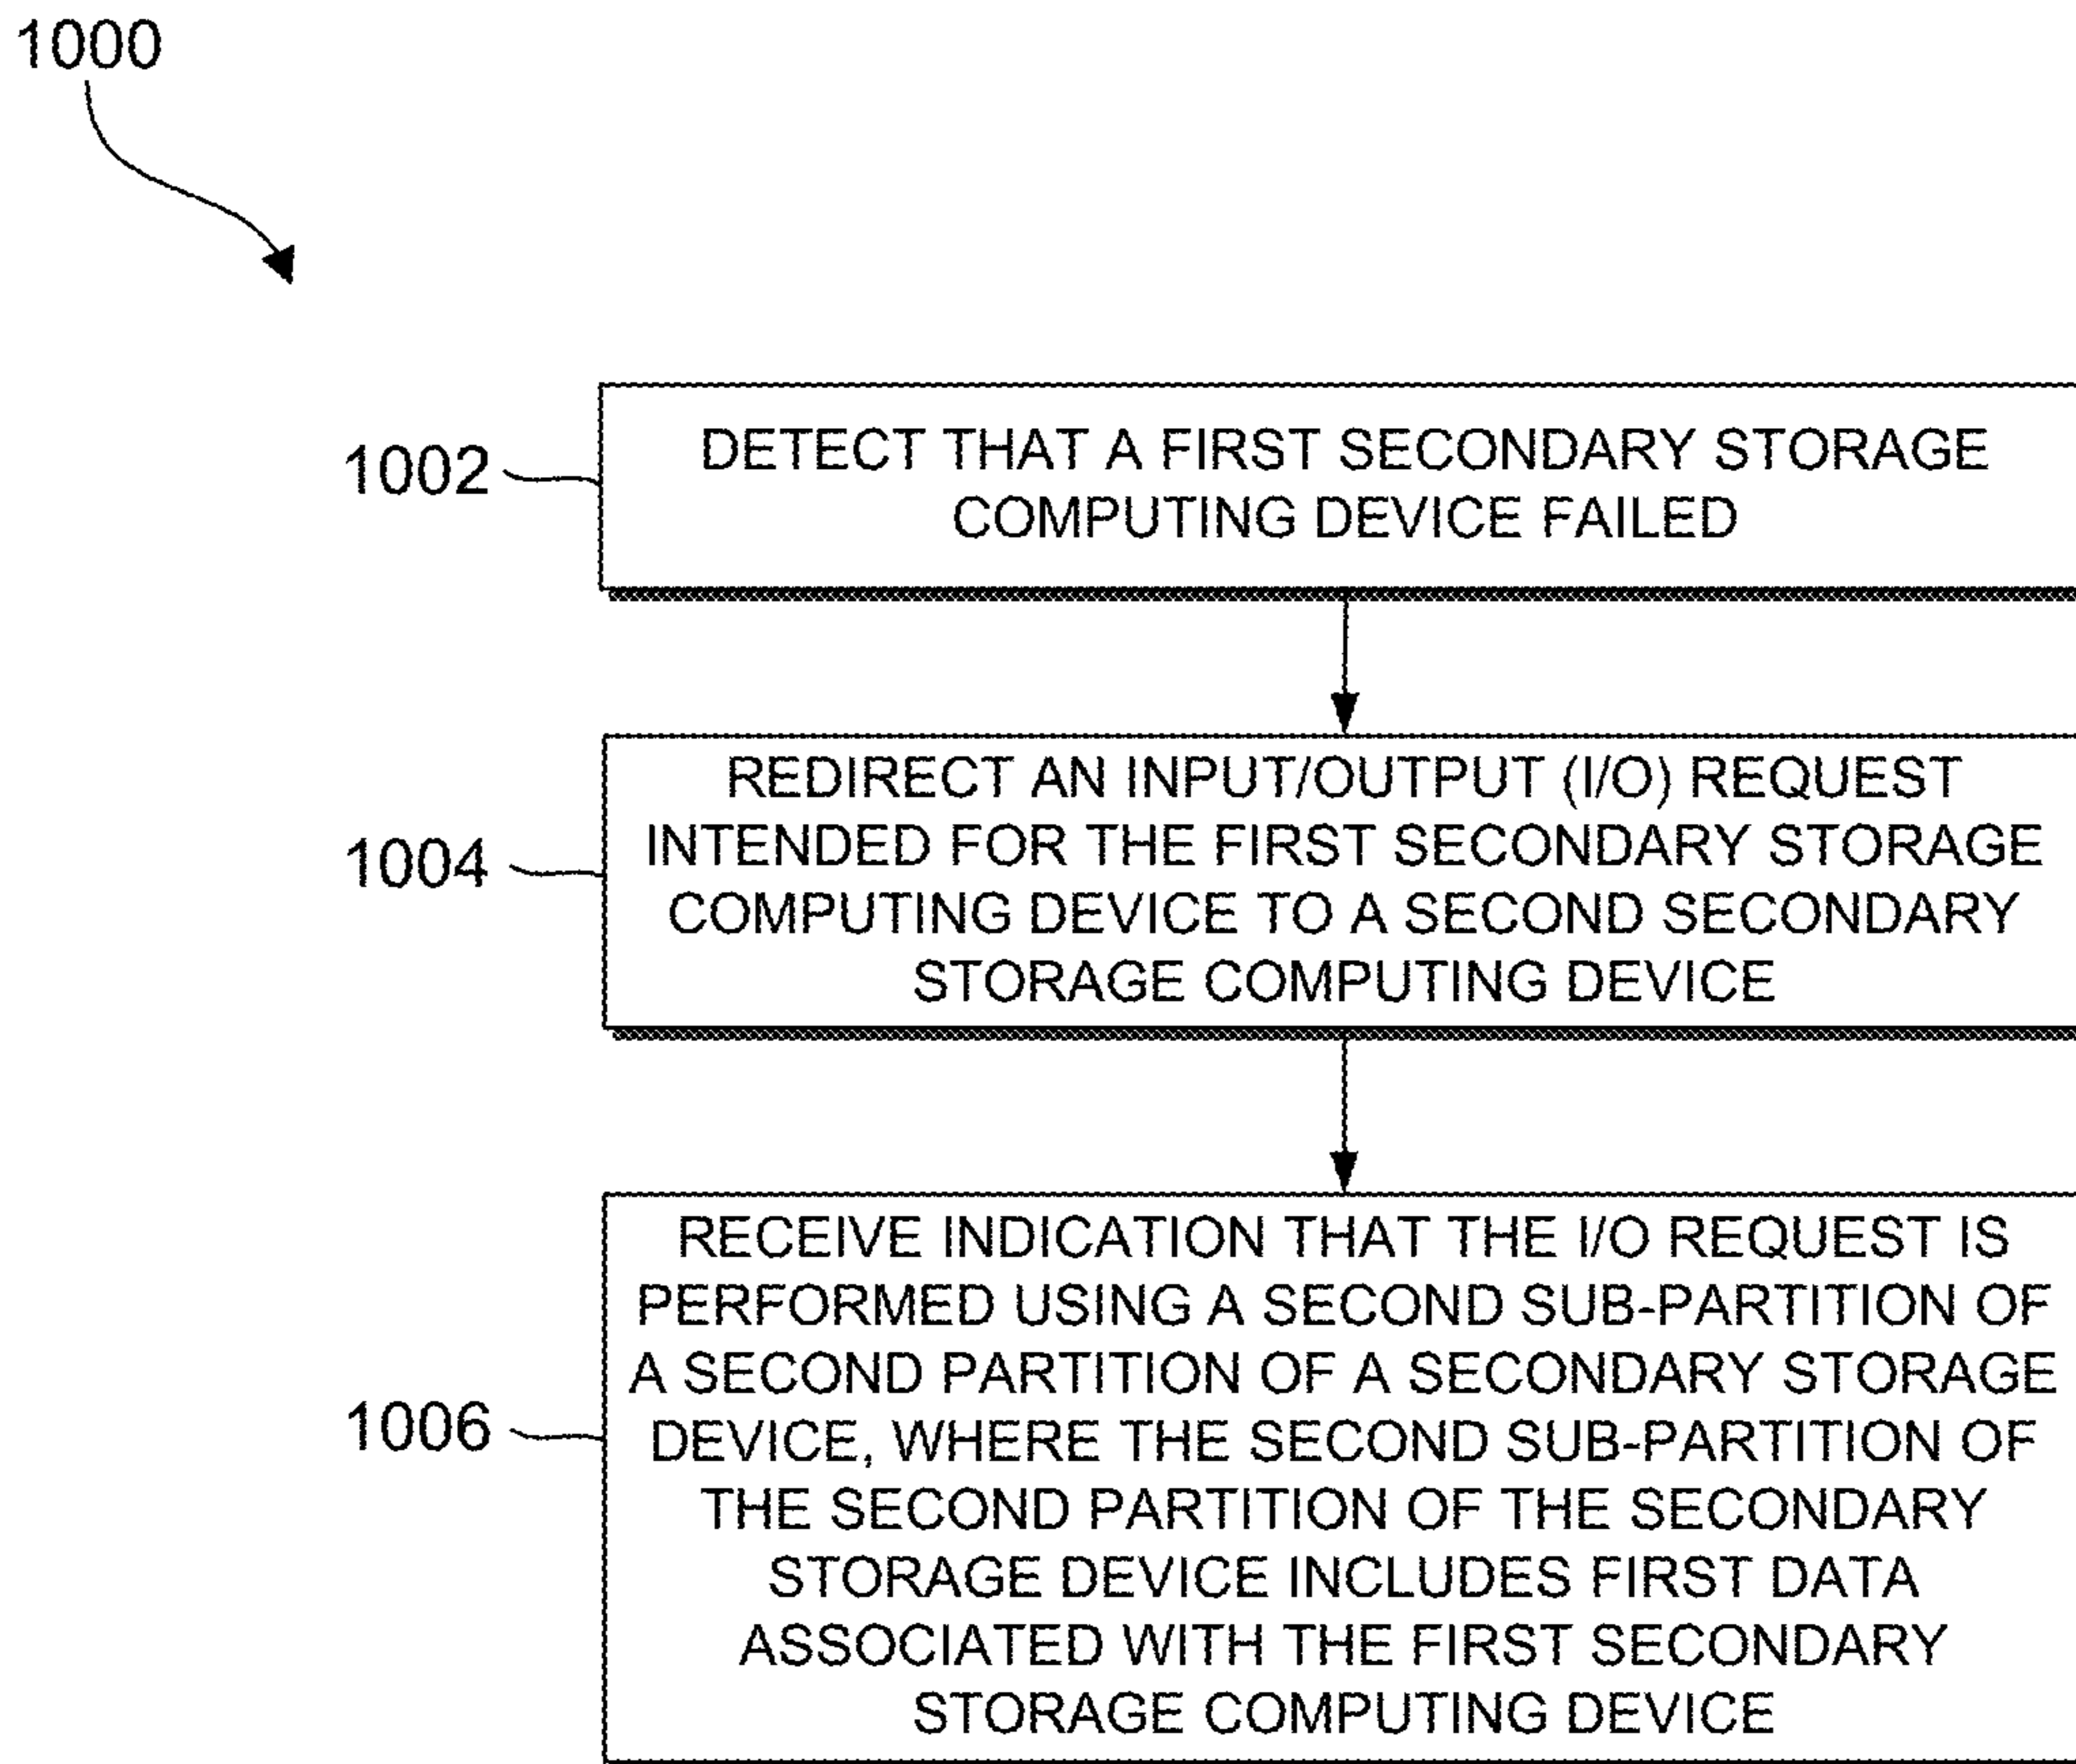 1000
1002
DETECT THAT A FIRST SECONDARY STORAGE
COMPUTING DEVICE FAILED
1004
REDIRECT AN INPUT/OUTPUT (I/O) REQUEST
INTENDED FOR THE FIRST SECONDARY STORAGE
COMPUTING DEVICE TO A SECOND SECONDARY
STORAGE COMPUTING DEVICE
1006
RECEIVE INDICATION THAT THE I/O REQUEST IS
PERFORMED USING A SECOND SUB-PARTITION OF
A SECOND PARTITION OF A SECONDARY STORAGE
DEVICE, WHERE THE SECOND SUB-PARTITION OF
THE SECOND PARTITION OF THE SECONDARY
STORAGE DEVICE INCLUDES FIRST DATA
ASSOCIATED WITH THE FIRST SECONDARY
STORAGE COMPUTING DEVICE